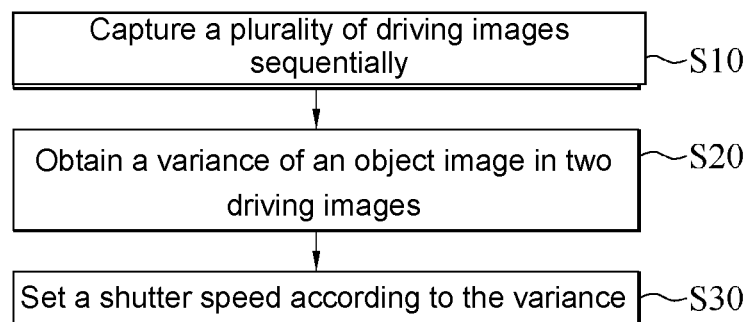 Capture a plurality of driving images
sequentially
S10
Obtain a variance of an object image in two
driving images
S20
Set a shutter speed according to the variance
S30